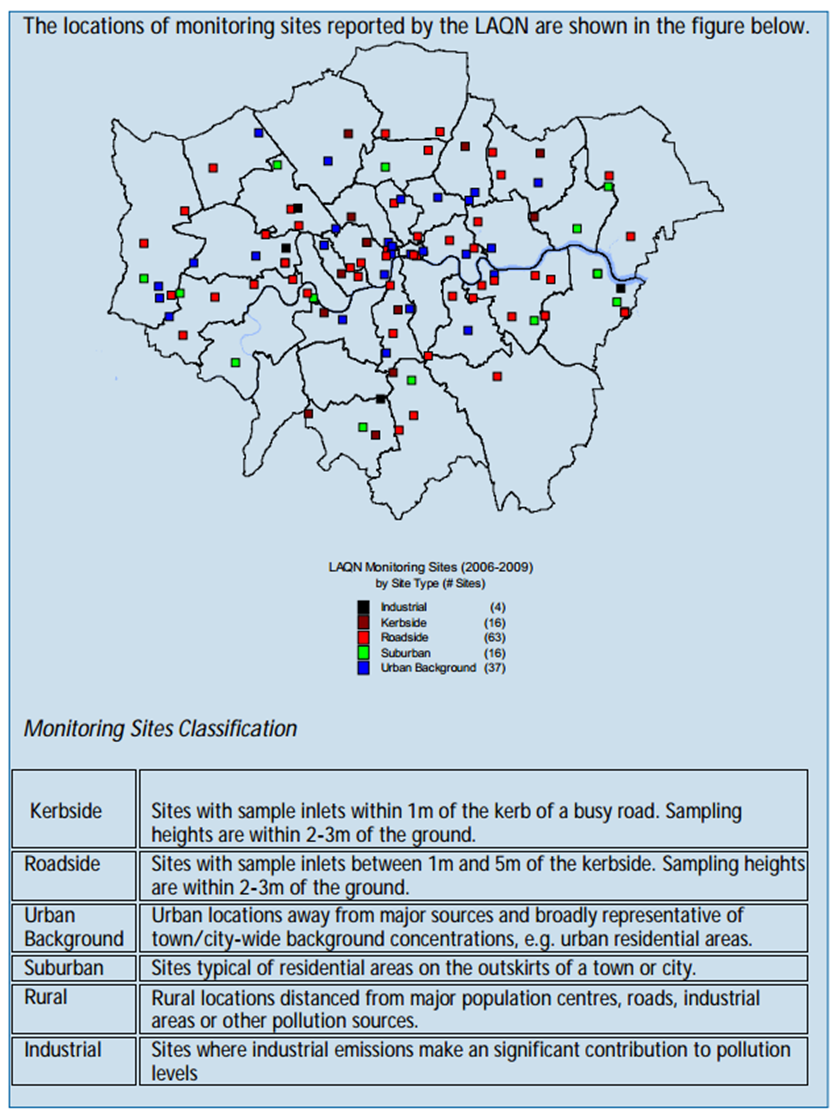 The locations of monitoring sites reported by the LAQN are shown in the figure below.
LAQN Monitoring Sites (2006-2009)
by Site Type (# Sites)
Industrial (4)
Kerbside (16)
Roadside (63)
Suburban (16)
Urban Background (37)
Monitoring Sites Classification
Kerbside
Sites with sample inlets within 1m of the kerb of a busy road. Sampling
heights are within 2-3m of the ground.
Roadside
Sites with sample inlets between 1m and 5m of the kerbside. Sampling heights
are within 2-3m of the ground.
Urban
Background
Urban locations away from major sources and broadly representative of
town/city-wide background concentrations, e.g. urban residential areas.
Suburban
Sites typical of residential areas on the outskirts of a town or city.
Rural
Rural locations distanced from major population centres, roads, industrial
areas or other pollution sources.
Industrial
Sites where industrial emissions make an significant contribution to pollution
levels